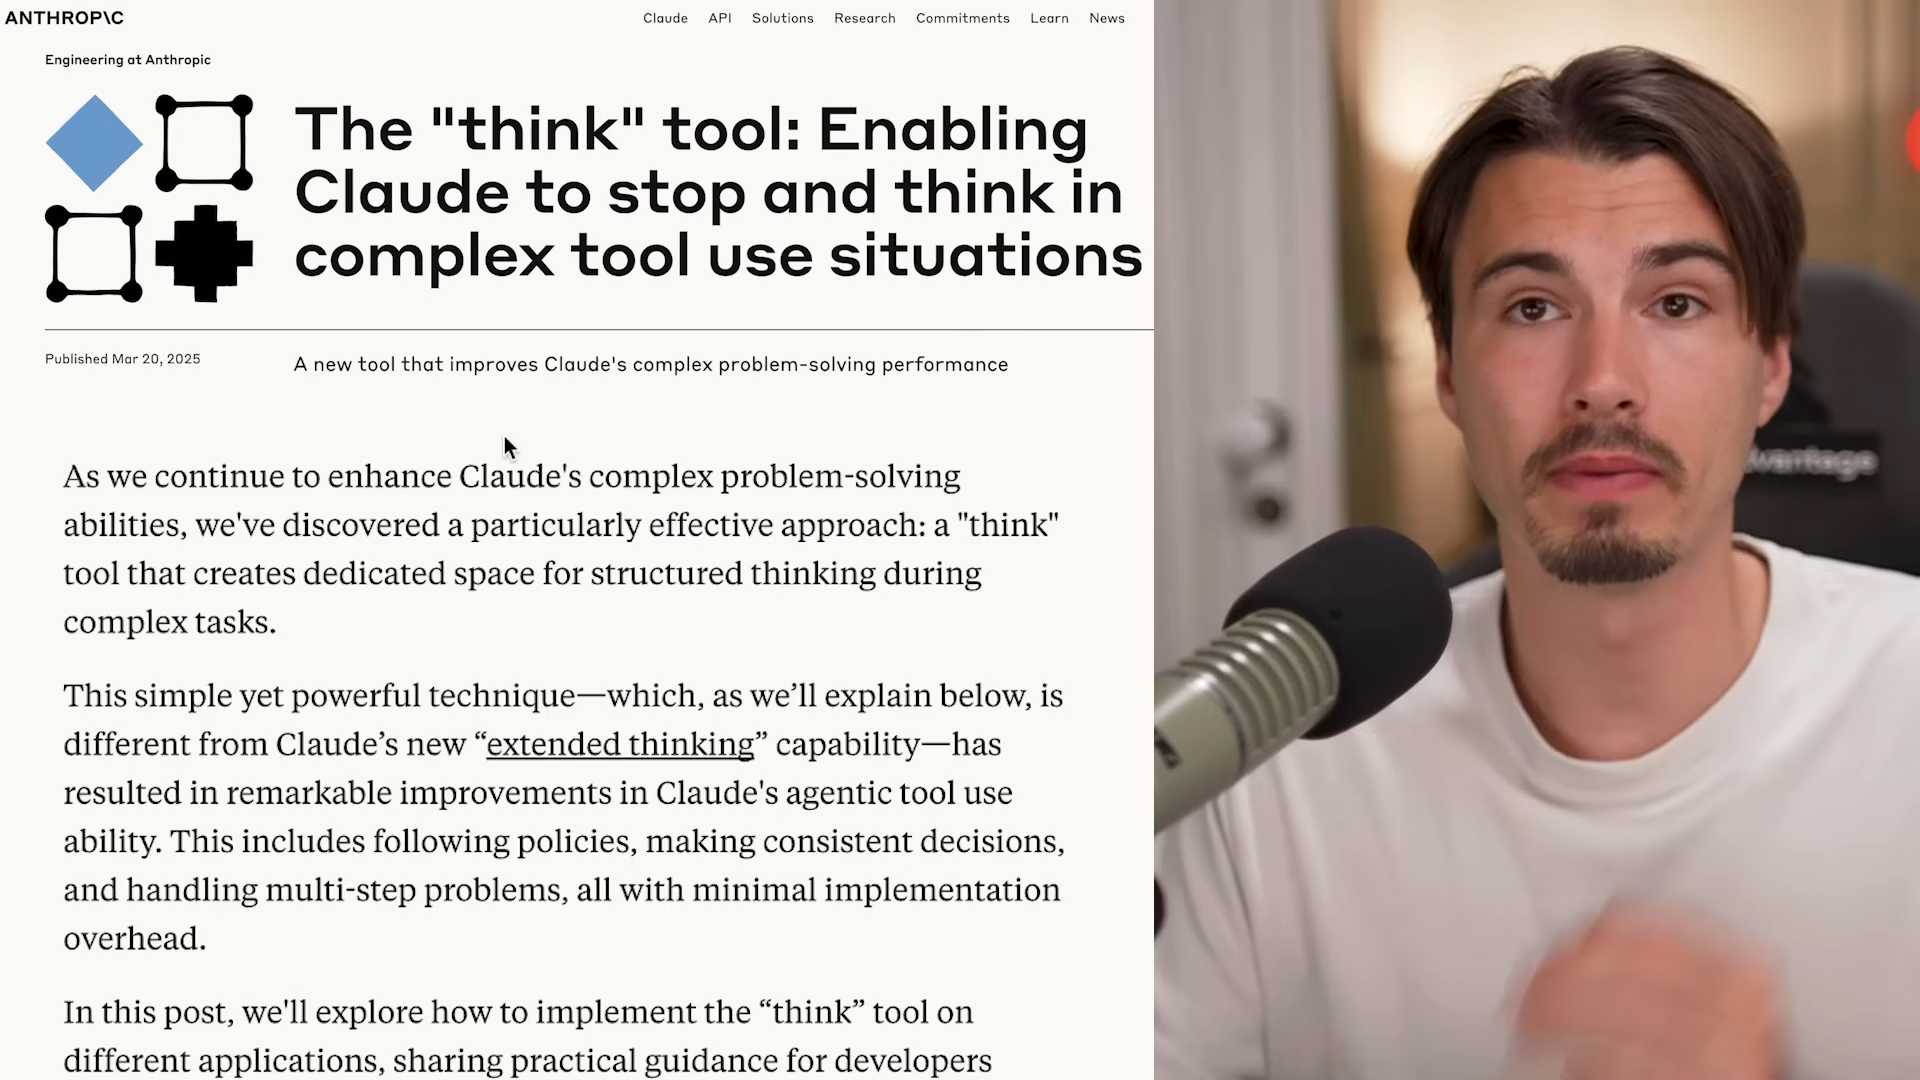 ANTHROP\C
Claude API Solutions Research Commitments Learn News
Engineering at Anthropic
The "think" tool: Enabling
Claude to stop and think in
complex tool use situations
Published Mar 20, 2025
A new tool that improves Claude's complex problem-solving performance
As we continue to enhance Claude's complex problem-solving
abilities, we've discovered a particularly effective approach: a "think"
tool that creates dedicated space for structured thinking during
complex tasks.
This simple yet powerful technique—which, as we’ll explain below, is
different from Claude’s new “extended thinking” capability—has
resulted in remarkable improvements in Claude's agentic tool use
ability. This includes following policies, making consistent decisions,
and handling multi-step problems, all with minimal implementation
overhead.
In this post, we'll explore how to implement the “think” tool on
different applications, sharing practical guidance for developers